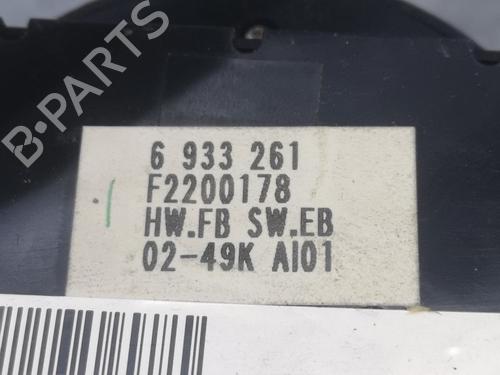 B-PARTS
6 933 261
F2200178
HW.FB SW.EB
02-49K AI01